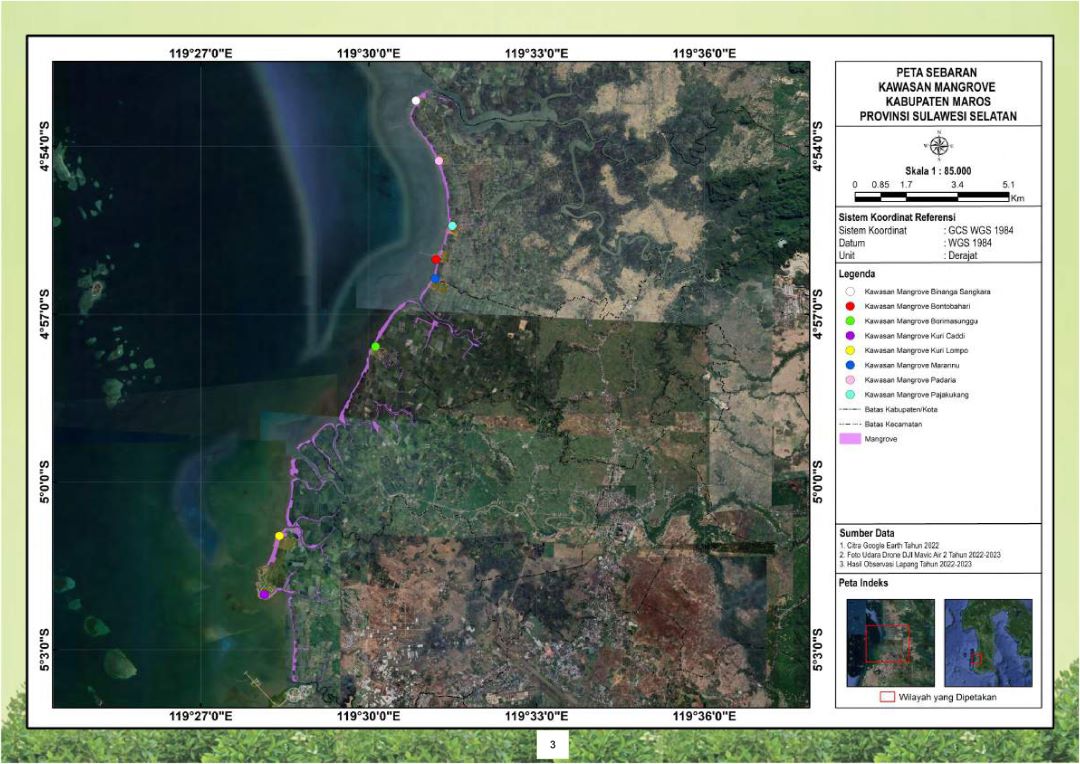 119°27'0"E 119°30'0"E 119°33'0"E 119°36'0"E
4°54'0"S
4°57'0"S
5°0'0"S
5°3'0"S
4°54'0"S
4°57'0"S
5°0'0"S
5°3'0"S
119°27'0"E 119°30'0"E 119°33'0"E 119°36'0"E
PETA SEBARAN
KAWASAN MANGROVE
KABUPATEN MAROS
PROVINSI SULAWESI SELATAN
N
W E
S
Skala 1 : 85.000
0 0.85 1.7 3.4 5.1
Km
Sistem Koordinat Referensi
Sistem Koordinat : GCS WGS 1984
Datum : WGS 1984
Unit : Derajat
Legenda
Kawasan Mangrove Binanga Sangkara
Kawasan Mangrove Bontobahari
Kawasan Mangrove Borimasunggu
Kawasan Mangrove Kuri Caddi
Kawasan Mangrove Kuri Lompo
Kawasan Mangrove Marannu
Kawasan Mangrove Padaria
Kawasan Mangrove Pajakukang
Batas Kabupaten/Kota
Batas Kecamatan
Mangrove
Sumber Data
1. Citra Google Earth Tahun 2022
2. Foto Udara Drone DJI Mavic Air 2 Tahun 2022-2023
3. Hasil Observasi Lapang Tahun 2022-2023
Peta Indeks
Wilayah yang Dipetakan
3